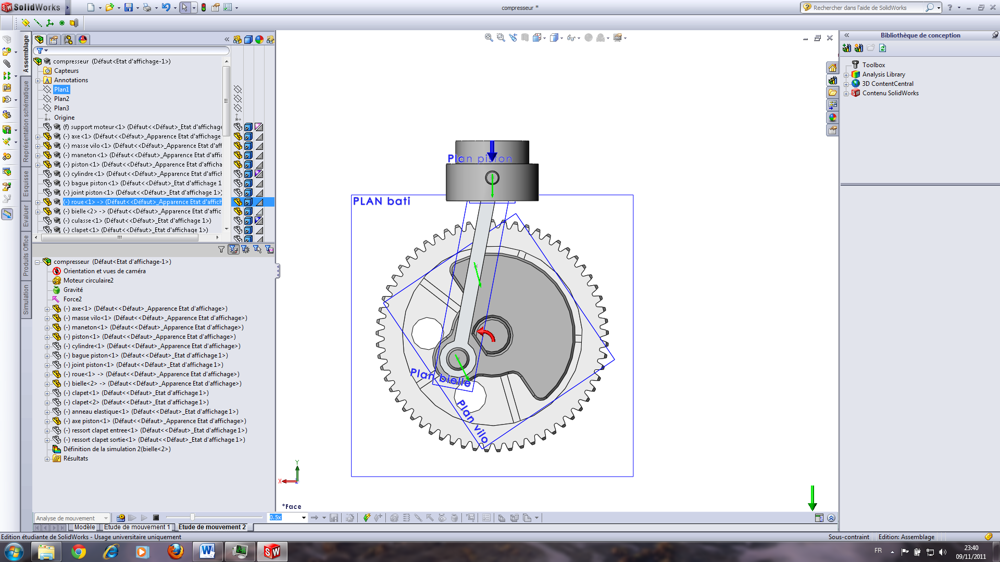 SolidWorks
compresseur *
Rechercher dans l'aide de SolidWorks
Assemblage
Représentation schématique
Esquisse
Evaluer
Produits Office
Simulation
compresseur (Défaut<Etat d'affichage-1>)
Capteurs
Annotations
Plan1
Plan2
Plan3
Origine
(f) support moteur<1> (Défaut<<Défaut>_Etat d'affichage
(-) axe<1> (Défaut<<Défaut>_Apparence Etat d'affichage
(-) masse vilo<1> (Défaut<<Défaut>_Apparence Etat d'aff
(-) maneton<1> (Défaut<<Défaut>_Apparence Etat d'affic
(-) piston<1> (Défaut<<Défaut>_Apparence Etat d'affichag
(-) cylindre<1> (Défaut<<Défaut>_Apparence Etat d'affich
(-) bague piston<1> (Défaut<<Défaut>_Etat d'affichage 1
(-) joint piston<1> (Défaut<<Défaut>_Etat d'affichage 1>)
(-) roue<1> -> (Défaut<<Défaut>_Apparence Etat d'affich
(-) bielle<2> -> (Défaut<<Défaut>_Apparence Etat d'affic
(-) culasse<1> (Défaut<<Défaut>_Etat d'affichage 1>)
(-) clapet<1> (Défaut<<Défaut>_Etat d'affichage 1>)
compresseur (Défaut<Etat d'affichage-1>)
Orientation et vues de caméra
Moteur circulaire2
Gravité
Force2
(-) axe<1> (Défaut<<Défaut>_Apparence Etat d'affichage>)
(-) masse vilo<1> (Défaut<<Défaut>_Apparence Etat d'affichage>)
(-) maneton<1> (Défaut<<Défaut>_Apparence Etat d'affichage>)
(-) piston<1> (Défaut<<Défaut>_Apparence Etat d'affichage>)
(-) cylindre<1> (Défaut<<Défaut>_Apparence Etat d'affichage>)
(-) bague piston<1> (Défaut<<Défaut>_Etat d'affichage 1>)
(-) joint piston<1> (Défaut<<Défaut>_Etat d'affichage 1>)
(-) roue<1> -> (Défaut<<Défaut>_Apparence Etat d'affichage>)
(-) bielle<2> -> (Défaut<<Défaut>_Apparence Etat d'affichage>)
(-) clapet<1> (Défaut<<Défaut>_Etat d'affichage 1>)
(-) clapet<2> (Défaut<<Défaut>_Etat d'affichage 1>)
(-) anneau elastique<1> (Défaut<<Défaut>_Etat d'affichage 1>)
(-) axe piston<1> (Défaut<<Défaut>_Apparence Etat d'affichage>)
(-) ressort clapet entree<1> (Défaut<<Défaut>_Etat d'affichage 1>)
(-) ressort clapet sortie<1> (Défaut<<Défaut>_Etat d'affichage 1>)
Définition de la simulation 2(bielle<2>)
Résultats
Plan piston
PLAN bati
Plan bielle
Plan vilo
Y
X
Z
*Face
Bibliothèque de conception
Toolbox
Analysis Library
3D ContentCentral
Contenu SolidWorks
Analyse de mouvement
0.5x
Modèle
Etude de mouvement 1
Etude de mouvement 2
Edition étudiante de SolidWorks - Usage universitaire uniquement
Sous-contraint
Edition: Assemblage
FR
23:40
09/11/2011